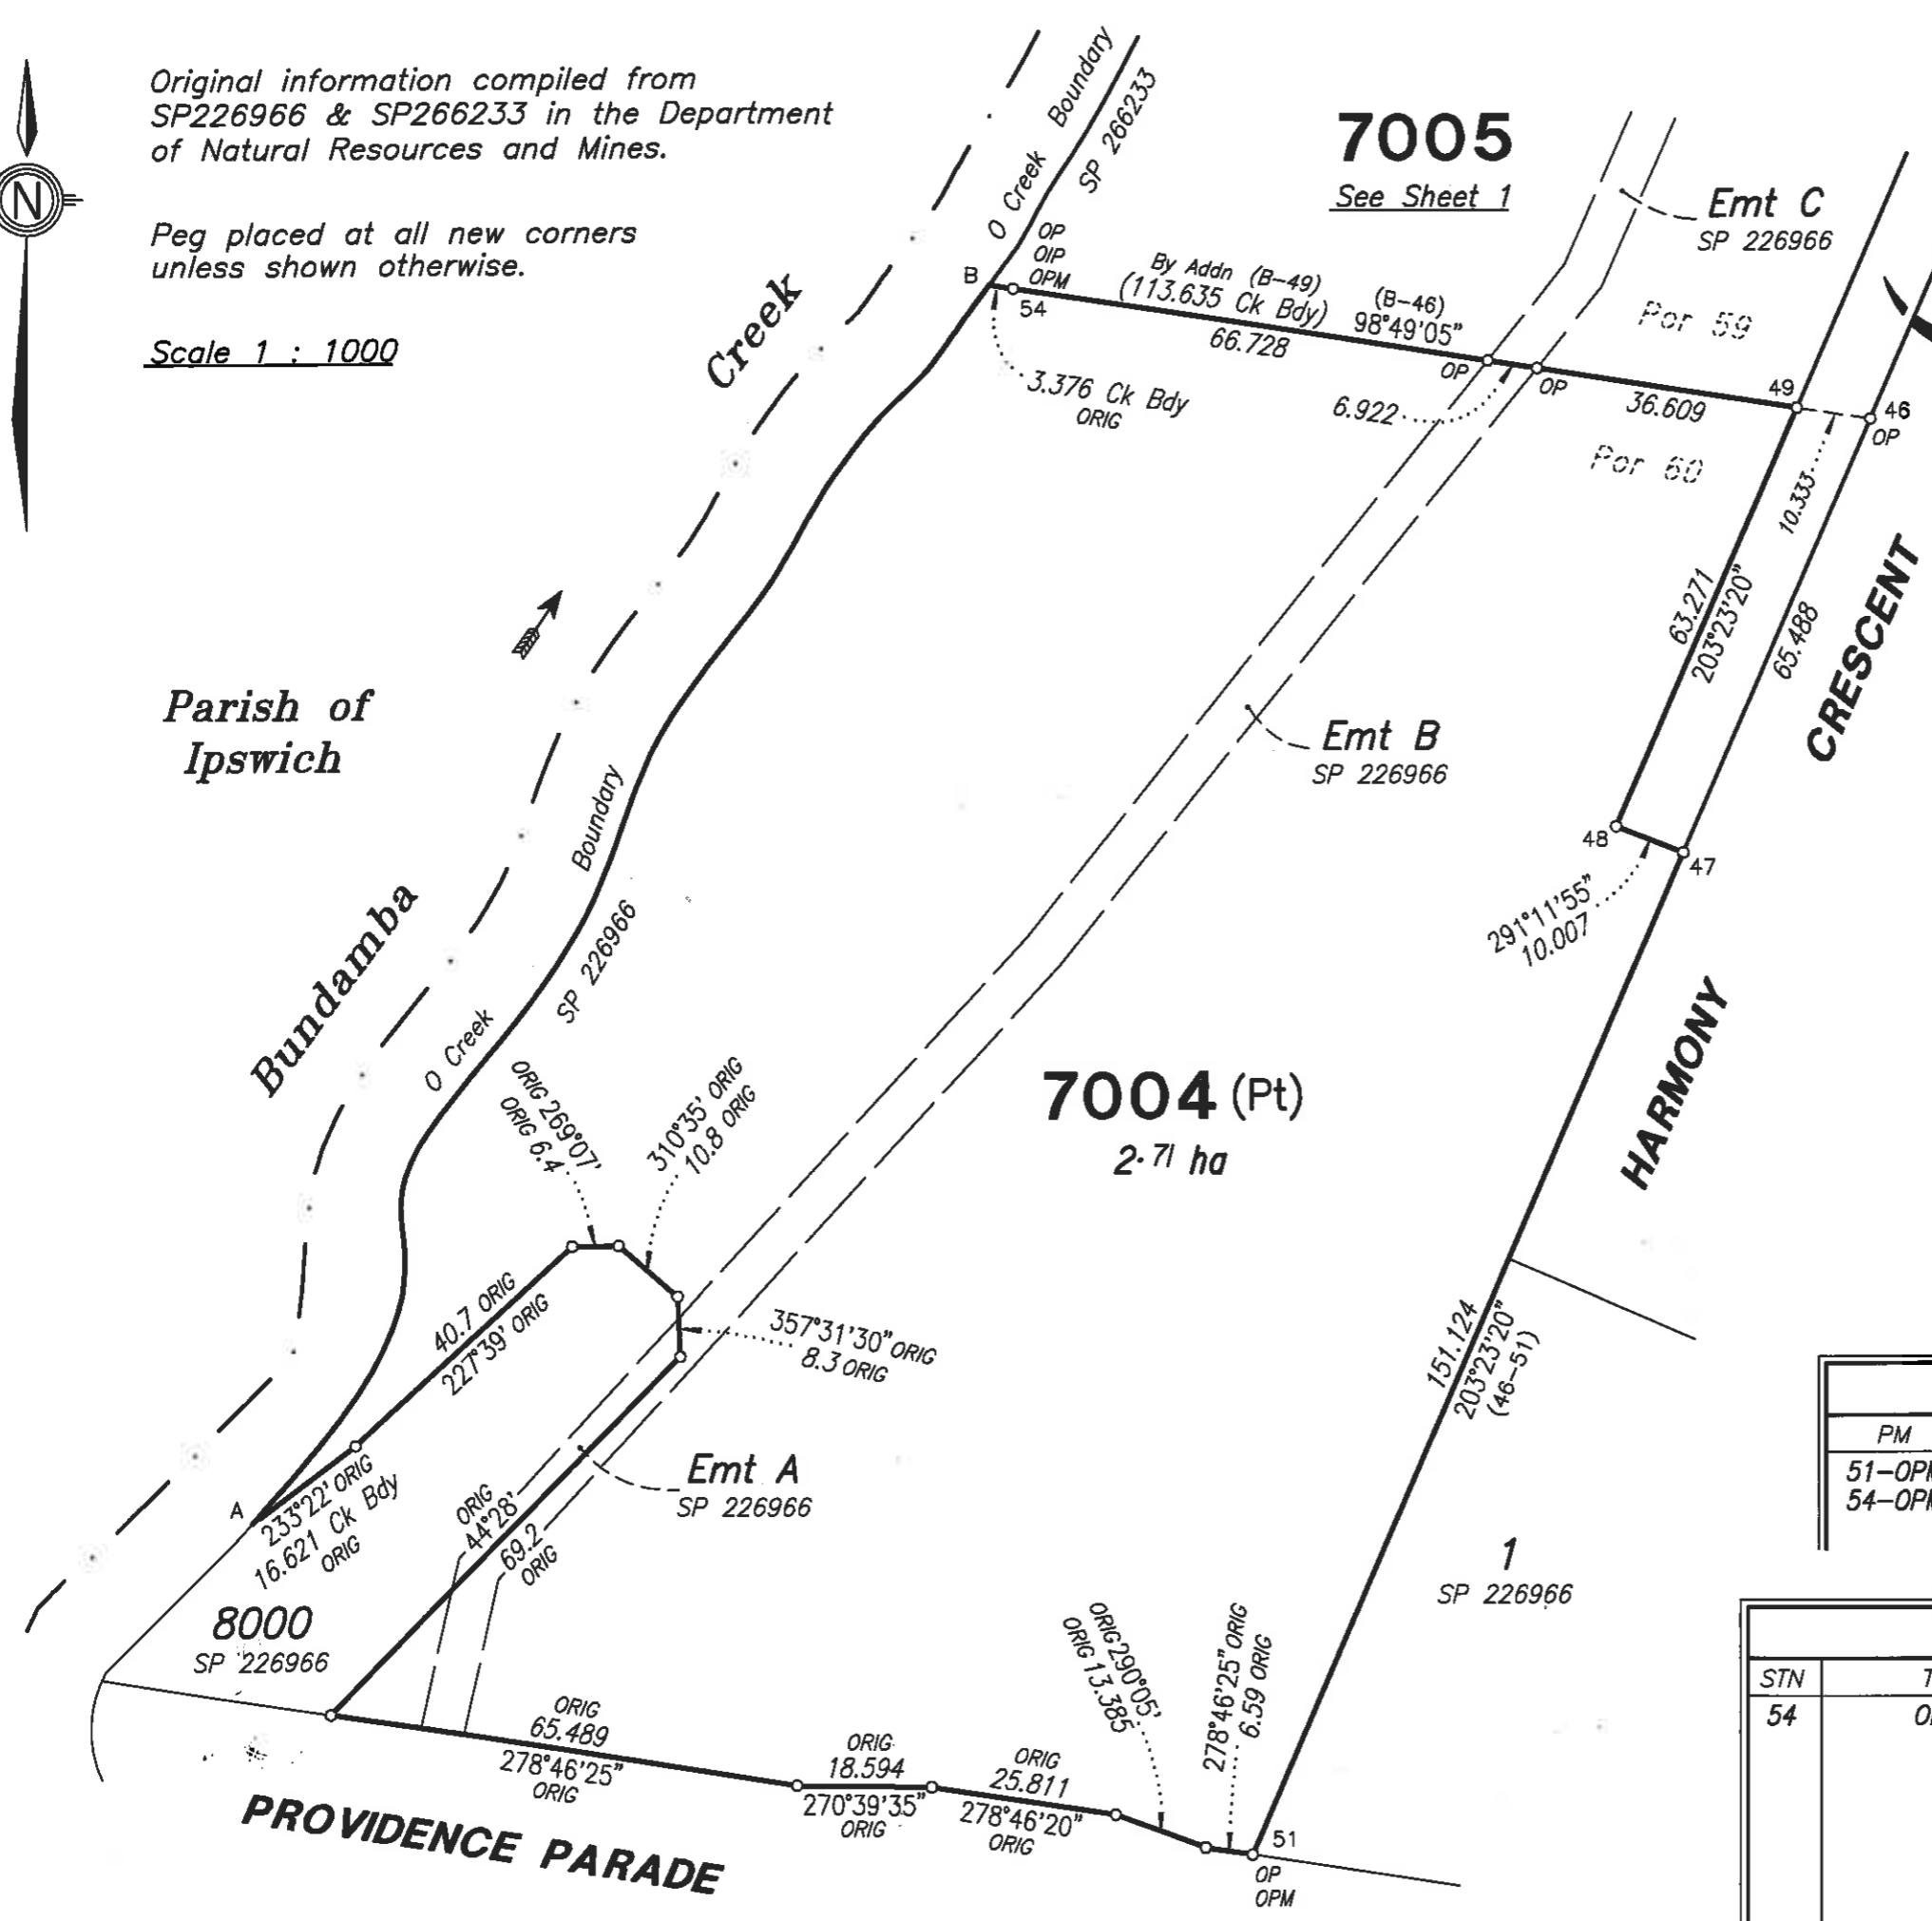 Original information compiled from
SP226966 & SP266233 in the Department
of Natural Resources and Mines.
Peg placed at all new corners
unless shown otherwise.
Scale 1 : 1000
N
7005
See Sheet 1
Emt C
SP 226966
O Creek Boundary
SP 266233
OP
OIP
OPM
B
54
By Addn (B-49)
(113.635 Ck Bdy)
(B-46)
98°49'05"
66.728
3.376 Ck Bdy
ORIG
OP
6.922
OP
36.609
Por 59
Por 60
49
46
OP
10.333
63.271
203°23'20"
65.488
CRESCENT
HARMONY
Creek
Bundamba
Parish of
Ipswich
O Creek Boundary
SP 226966
Emt B
SP 226966
48
47
291°11'55"
10.007
7004 (Pt)
2.71 ha
ORIG 269°07'
ORIG 6.4
310°35' ORIG
10.8 ORIG
40.7 ORIG
227°39' ORIG
357°31'30" ORIG
8.3 ORIG
A
233°22' ORIG
16.621 Ck Bdy
ORIG
ORIG
44°28'
69.2
ORIG
Emt A
SP 226966
8000
SP 226966
151.124
203°23'20"
(46-51)
1
SP 226966
ORIG
65.489
278°46'25"
ORIG
ORIG
18.594
270°39'35"
ORIG
ORIG
25.811
278°46'20"
ORIG
ORIG 290°05'
ORIG 13.385
278°46'25" ORIG
6.59 ORIG
51
OP
OPM
PROVIDENCE PARADE
PM
51-OPM
54-OPM
STN
54